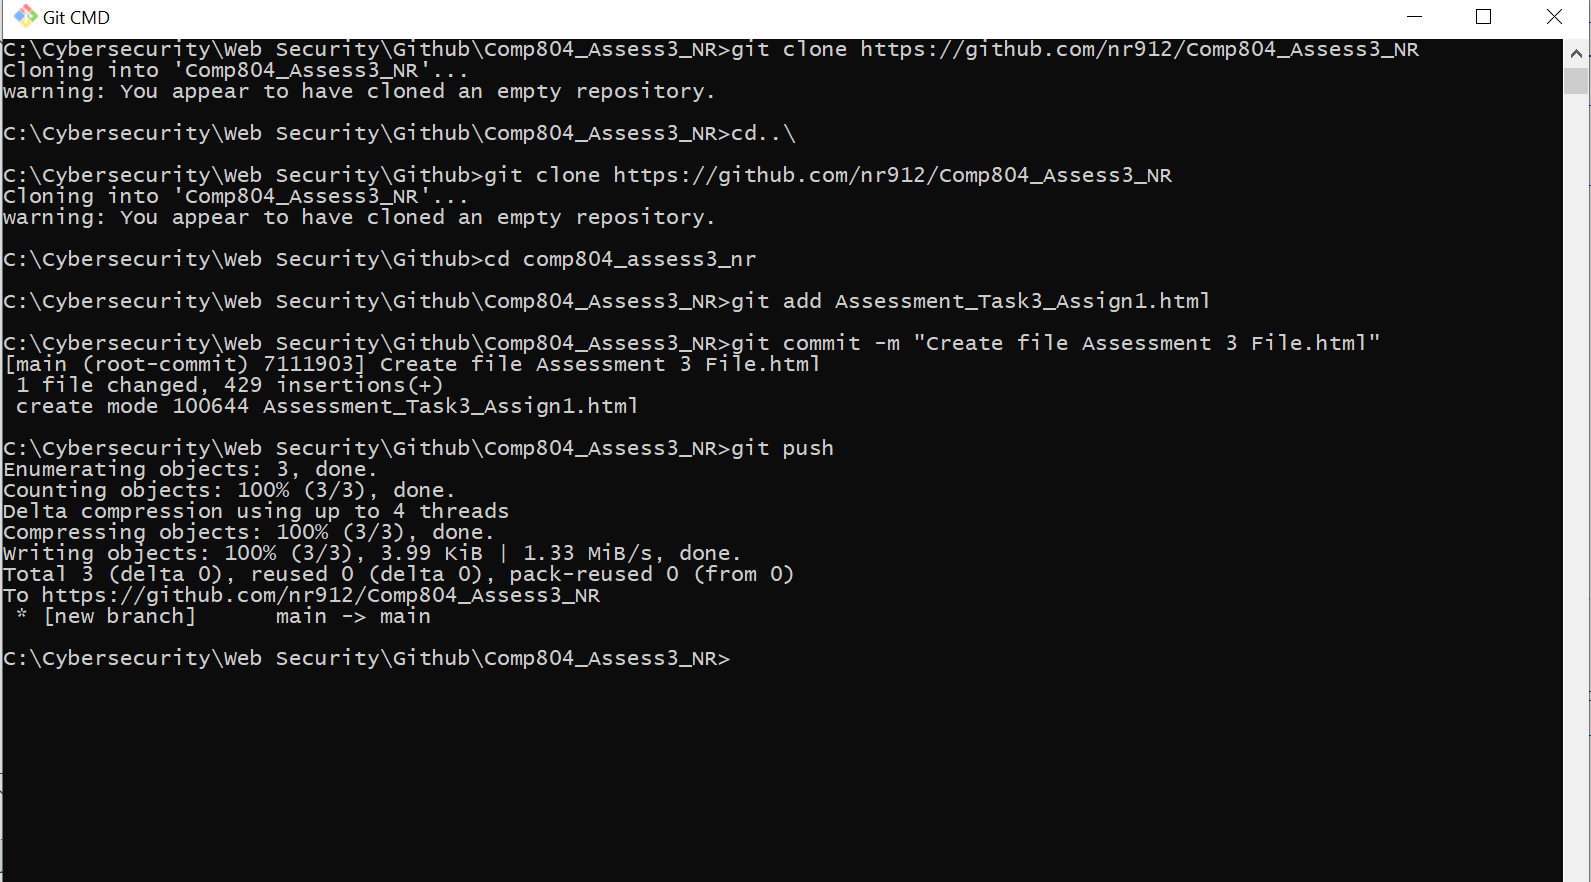 Git CMD
C:\Cybersecurity\Web Security\Github\Comp804_Assess3_NR>git clone https://github.com/nr912/Comp804_Assess3_NR
Cloning into 'Comp804_Assess3_NR'...
warning: You appear to have cloned an empty repository.
C:\Cybersecurity\Web Security\Github\Comp804_Assess3_NR>cd..\
C:\Cybersecurity\Web Security\Github>git clone https://github.com/nr912/Comp804_Assess3_NR
Cloning into 'Comp804_Assess3_NR'...
warning: You appear to have cloned an empty repository.
C:\Cybersecurity\Web Security\Github>cd comp804_assess3_nr
C:\Cybersecurity\Web Security\Github\Comp804_Assess3_NR>git add Assessment_Task3_Assign1.html
C:\Cybersecurity\Web Security\Github\Comp804_Assess3_NR>git commit -m "Create file Assessment 3 File.html"
[main (root-commit) 7111903] Create file Assessment 3 File.html
 1 file changed, 429 insertions(+)
 create mode 100644 Assessment_Task3_Assign1.html
C:\Cybersecurity\Web Security\Github\Comp804_Assess3_NR>git push
Enumerating objects: 3, done.
Counting objects: 100% (3/3), done.
Delta compression using up to 4 threads
Compressing objects: 100% (3/3), done.
Writing objects: 100% (3/3), 3.99 KiB | 1.33 MiB/s, done.
Total 3 (delta 0), reused 0 (delta 0), pack-reused 0 (from 0)
To https://github.com/nr912/Comp804_Assess3_NR
 * [new branch]      main -> main
C:\Cybersecurity\Web Security\Github\Comp804_Assess3_NR>